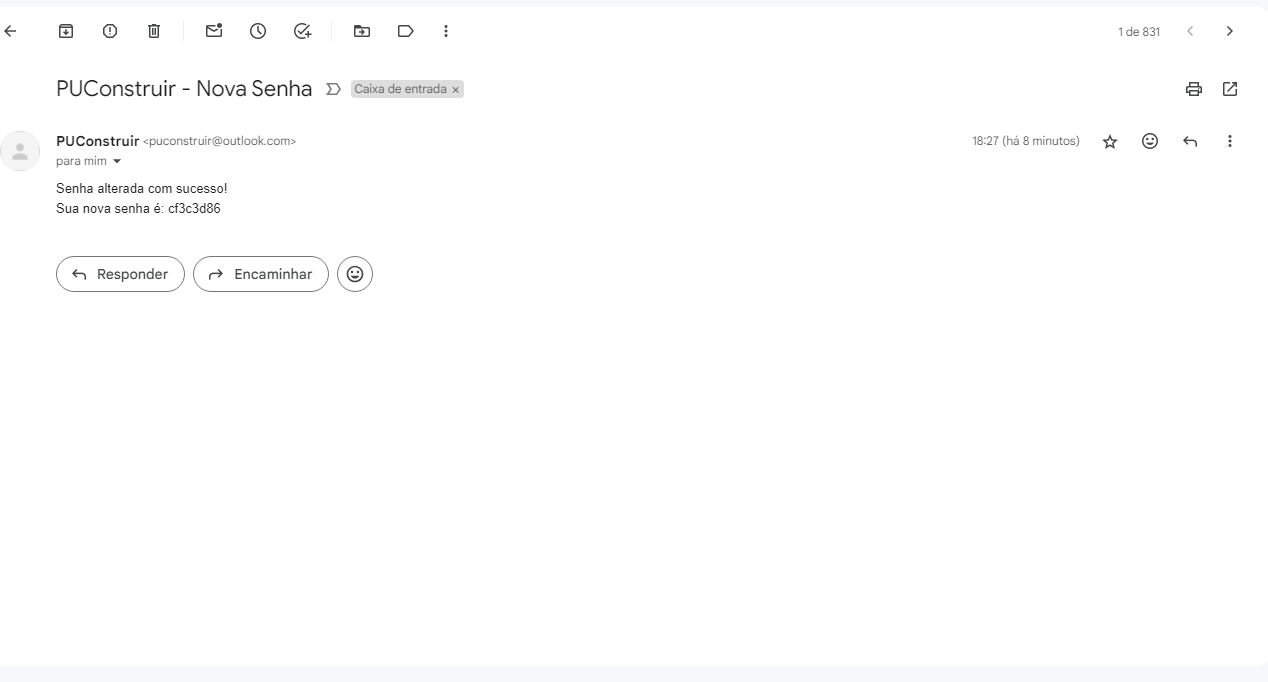 1 de 831
PUConstruir - Nova Senha Caixa de entrada ×
PUConstruir <puconstruir@outlook.com> 18:27 (há 8 minutos)
para mim
Senha alterada com sucesso!
Sua nova senha é: cf3c3d86
Responder Encaminhar